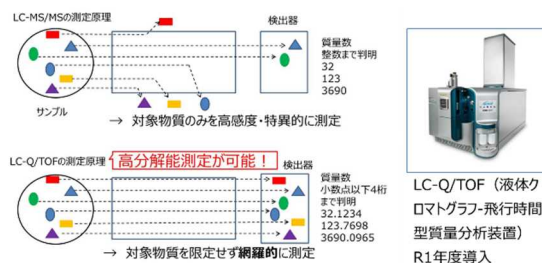 LC-MS/MSの測定原理
検出器
質量数
整数まで判明
32
123
3690
サンプル
→ 対象物質のみを高感度・特異的に測定
LC-Q/TOFの測定原理
高分解能測定が可能！
検出器
質量数
小数点以下4桁
まで判明
32.1234
123.7698
3690.0965
→ 対象物質を限定せず網羅的に測定
LC-Q/TOF（液体ク
ロマトグラフ-飛行時間
型質量分析装置）
R1年度導入